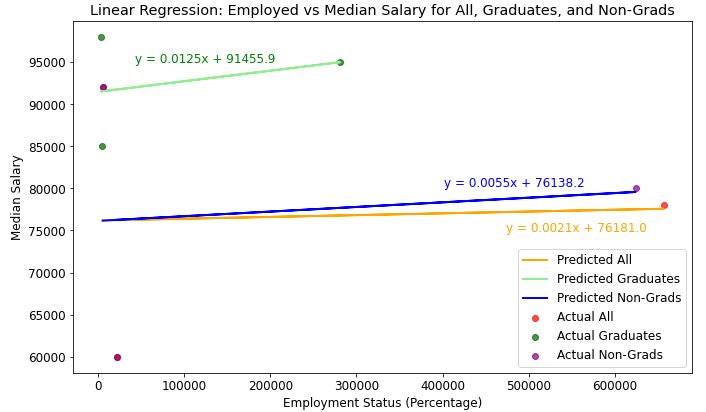 Linear Regression: Employed vs Median Salary for All, Graduates, and Non-Grads
Median Salary
95000
90000
85000
80000
75000
70000
65000
60000
y = 0.0125x + 91455.9
y = 0.0055x + 76138.2
y = 0.0021x + 76181.0
Predicted All
Predicted Graduates
Predicted Non-Grads
Actual All
Actual Graduates
Actual Non-Grads
0 100000 200000 300000 400000 500000 600000
Employment Status (Percentage)